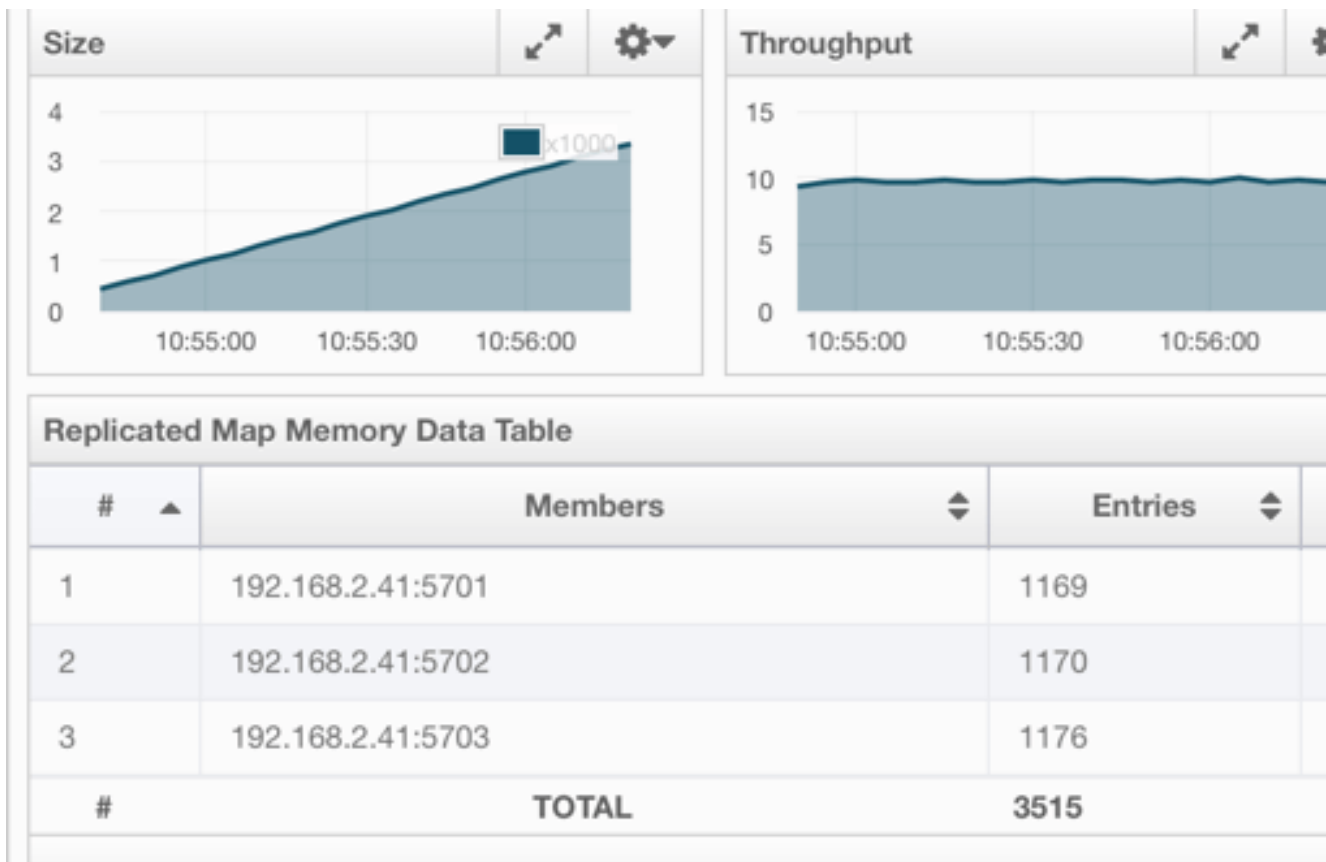 Size
Throughput
4
3
2
1
0
x1000
10:55:00 10:55:30 10:56:00
15
10
5
0
10:55:00 10:55:30 10:56:00
Replicated Map Memory Data Table
# Members Entries
1 192.168.2.41:5701 1169
2 192.168.2.41:5702 1170
3 192.168.2.41:5703 1176
# TOTAL 3515